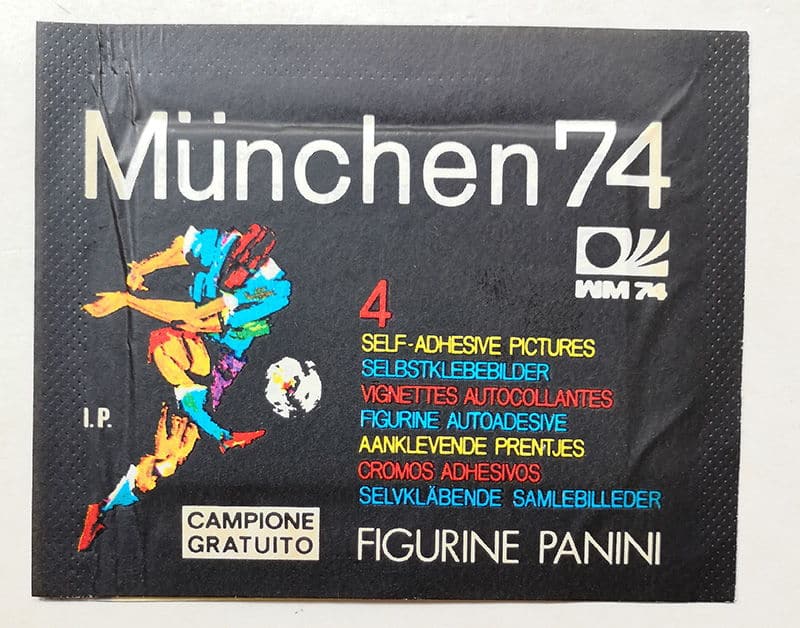 München 74
WM 74
4
SELF-ADHESIVE PICTURES
SELBSTKLEBEBILDER
VIGNETTES AUTOCOLLANTES
FIGURINE AUTOADESIVE
AANKLEVENDE PRENTJES
CROMOS ADHESIVOS
SELVKLÄBENDE SAMLEBILLEDER
I.P.
CAMPIONE
GRATUITO
FIGURINE PANINI